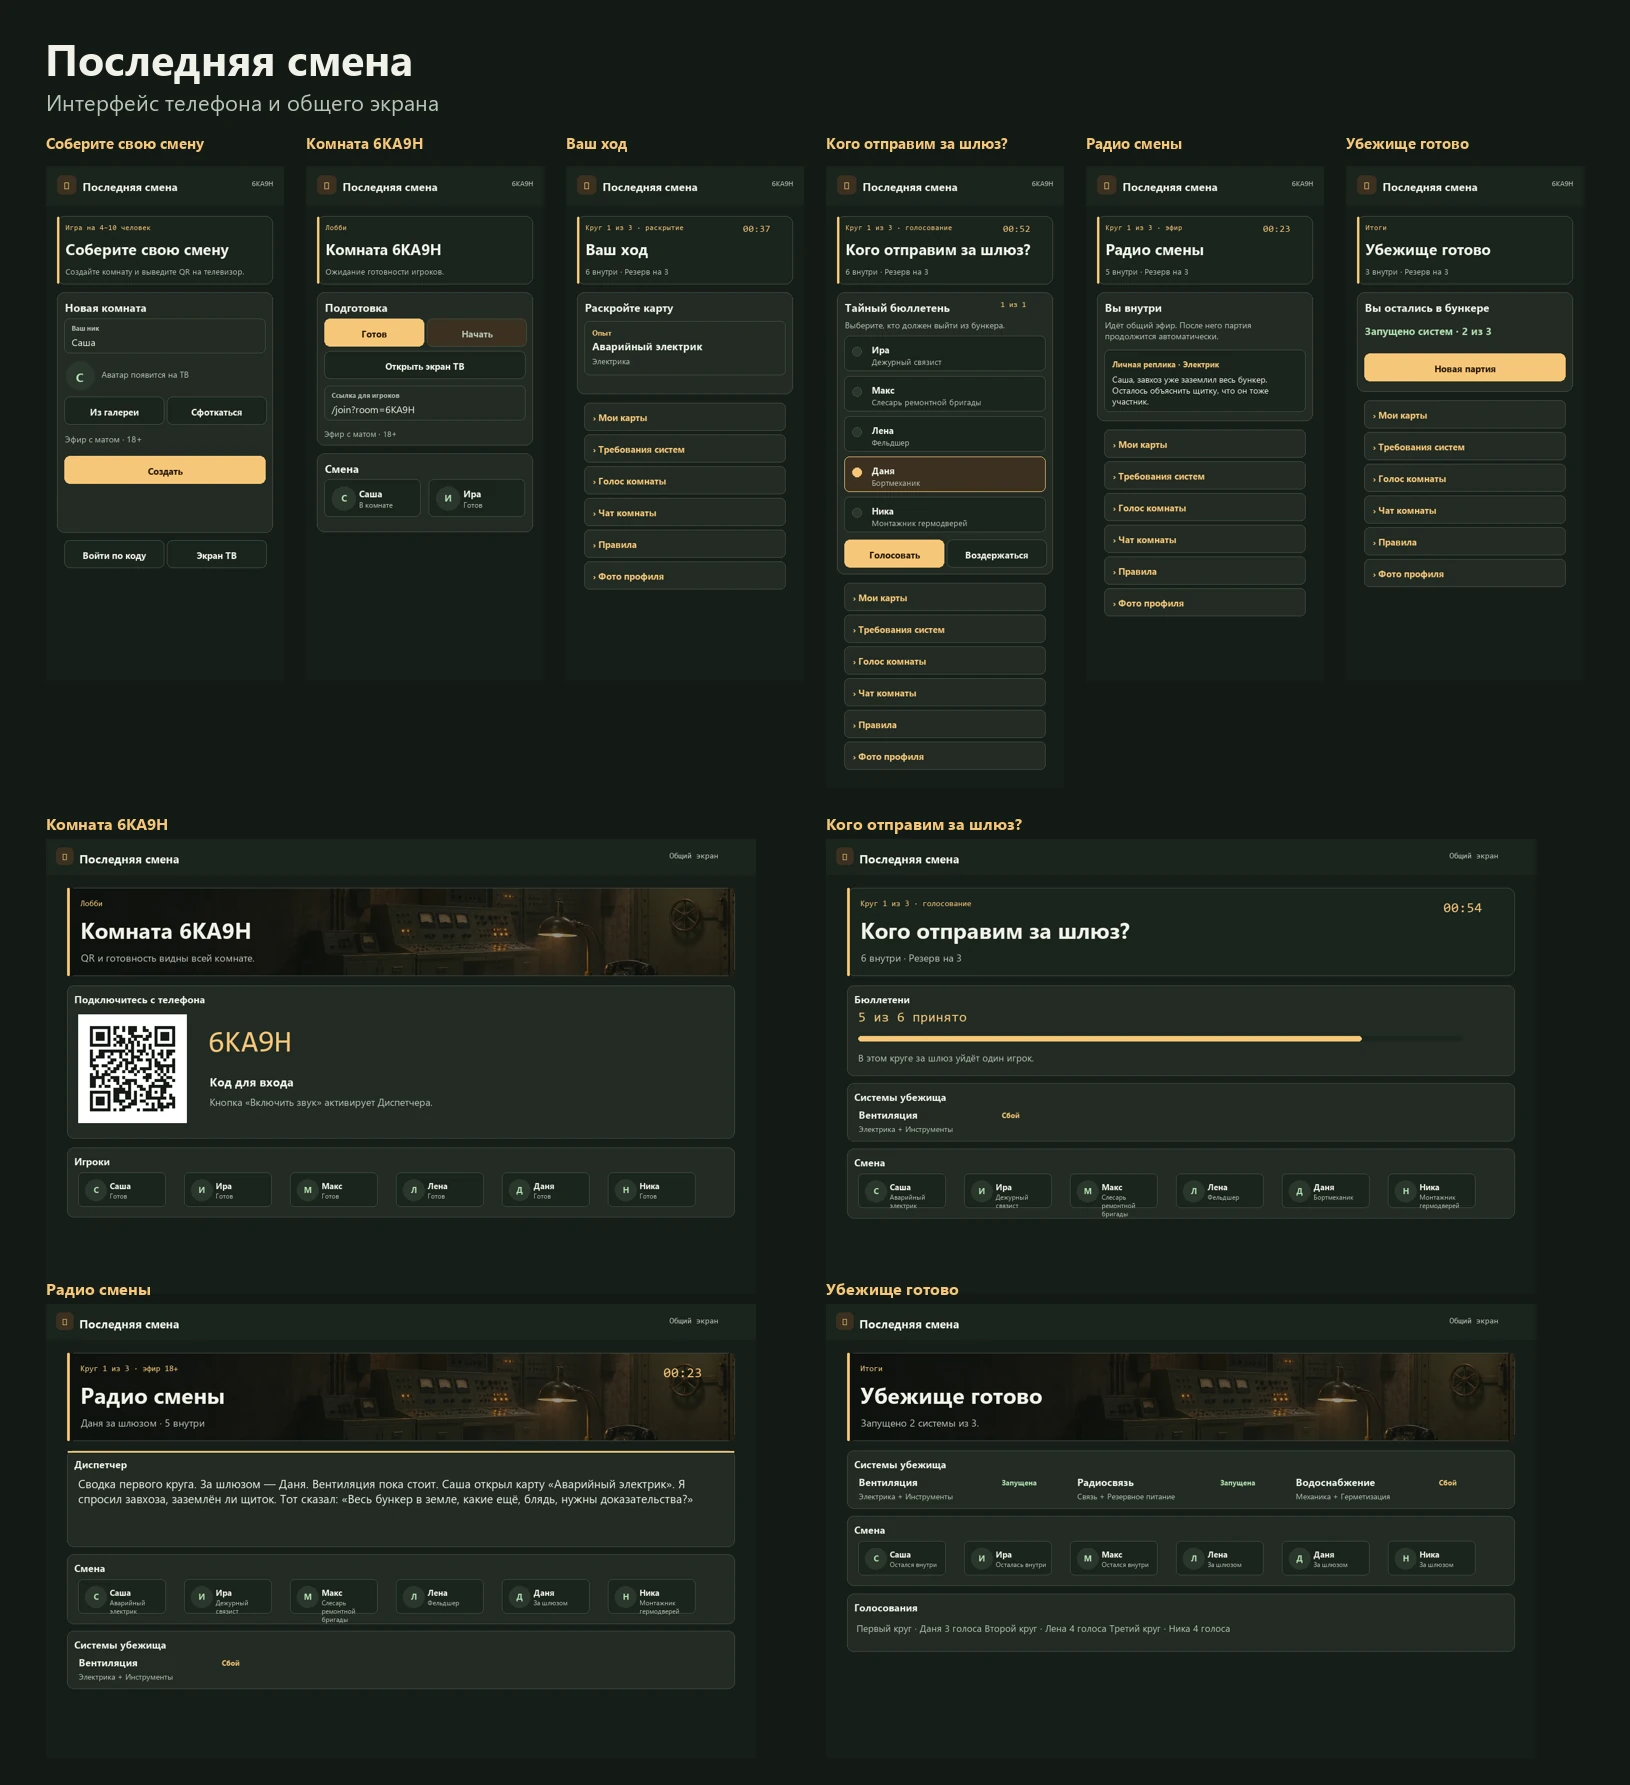 Последняя смена
Интерфейс телефона и общего экрана
Соберите свою смену
Последняя смена
6KA9H
Игра на 4–10 человек
Соберите свою смену
Создайте комнату и выведите QR на телевизор.
Новая комната
Ваш ник
Саша
С
Аватар появится на ТВ
Из галереи
Сфоткаться
Эфир с матом · 18+
Создать
Войти по коду
Экран ТВ
Комната 6KA9H
Последняя смена
6KA9H
Лобби
Комната 6KA9H
Ожидание готовности игроков.
Подготовка
Готов
Начать
Открыть экран ТВ
Ссылка для игроков
/join?room=6KA9H
Эфир с матом · 18+
Смена
С
Саша
В комнате
И
Ира
Готов
Ваш ход
Последняя смена
6KA9H
Круг 1 из 3 · раскрытие
00:37
Ваш ход
6 внутри · Резерв на 3
Раскройте карту
Опыт
Аварийный электрик
Электрика
› Мои карты
› Требования систем
› Голос комнаты
› Чат комнаты
› Правила
› Фото профиля
Кого отправим за шлюз?
Последняя смена
6KA9H
Круг 1 из 3 · голосование
00:52
Кого отправим за шлюз?
6 внутри · Резерв на 3
Тайный бюллетень
1 из 1
Выберите, кто должен выйти из бункера.
Ира
Дежурный связист
Макс
Слесарь ремонтной бригады
Лена
Фельдшер
Даня
Бортмеханик
Ника
Монтажник гермодверей
Голосовать
Воздержаться
› Мои карты
› Требования систем
› Голос комнаты
› Чат комнаты
› Правила
› Фото профиля
Радио смены
Последняя смена
6KA9H
Круг 1 из 3 · эфир
00:23
Радио смены
5 внутри · Резерв на 3
Вы внутри
Идёт общий эфир. После него партия
продолжится автоматически.
Личная реплика · Электрик
Саша, завхоз уже заземлил весь бункер.
Осталось объяснить щитку, что он тоже
участник.
› Мои карты
› Требования систем
› Голос комнаты
› Чат комнаты
› Правила
› Фото профиля
Убежище готово
Последняя смена
6KA9H
Итоги
Убежище готово
3 внутри · Резерв на 3
Вы остались в бункере
Запущено систем · 2 из 3
Новая партия
› Мои карты
› Требования систем
› Голос комнаты
› Чат комнаты
› Правила
› Фото профиля
Комната 6KA9H
Последняя смена
Общий экран
Лобби
Комната 6KA9H
QR и готовность видны всей комнате.
Подключитесь с телефона
6KA9H
Код для входа
Кнопка «Включить звук» активирует Диспетчера.
Игроки
С
Саша
Готов
И
Ира
Готов
М
Макс
Готов
Л
Лена
Готов
Д
Даня
Готов
Н
Ника
Готов
Кого отправим за шлюз?
Последняя смена
Общий экран
Круг 1 из 3 · голосование
00:54
Кого отправим за шлюз?
6 внутри · Резерв на 3
Бюллетени
5 из 6 принято
В этом круге за шлюз уйдёт один игрок.
Системы убежища
Вентиляция
Сбой
Электрика + Инструменты
Смена
С
Саша
Аварийный
электрик
И
Ира
Дежурный
связист
М
Макс
Слесарь
ремонтной
бригады
Л
Лена
Фельдшер
Д
Даня
Бортмеханик
Н
Ника
Монтажник
гермодверей
Радио смены
Последняя смена
Общий экран
Круг 1 из 3 · эфир 18+
00:23
Радио смены
Даня за шлюзом · 5 внутри
Диспетчер
Сводка первого круга. За шлюзом — Даня. Вентиляция пока стоит. Саша открыл карту «Аварийный электрик». Я
спросил завхоза, заземлён ли щиток. Тот сказал: «Весь бункер в земле, какие ещё, блядь, нужны доказательства?»
Смена
С
Саша
Аварийный
электрик
И
Ира
Дежурный
связист
М
Макс
Слесарь
ремонтной
бригады
Л
Лена
Фельдшер
Д
Даня
За шлюзом
Н
Ника
Монтажник
гермодверей
Системы убежища
Вентиляция
Сбой
Электрика + Инструменты
Убежище готово
Последняя смена
Общий экран
Итоги
Убежище готово
Запущено 2 системы из 3.
Системы убежища
Вентиляция
Запущена
Электрика + Инструменты
Радиосвязь
Запущена
Связь + Резервное питание
Водоснабжение
Сбой
Механика + Герметизация
Смена
С
Саша
Остался внутри
И
Ира
Осталась внутри
М
Макс
Остался внутри
Л
Лена
За шлюзом
Д
Даня
За шлюзом
Н
Ника
За шлюзом
Голосования
Первый круг · Даня 3 голоса Второй круг · Лена 4 голоса Третий круг · Ника 4 голоса